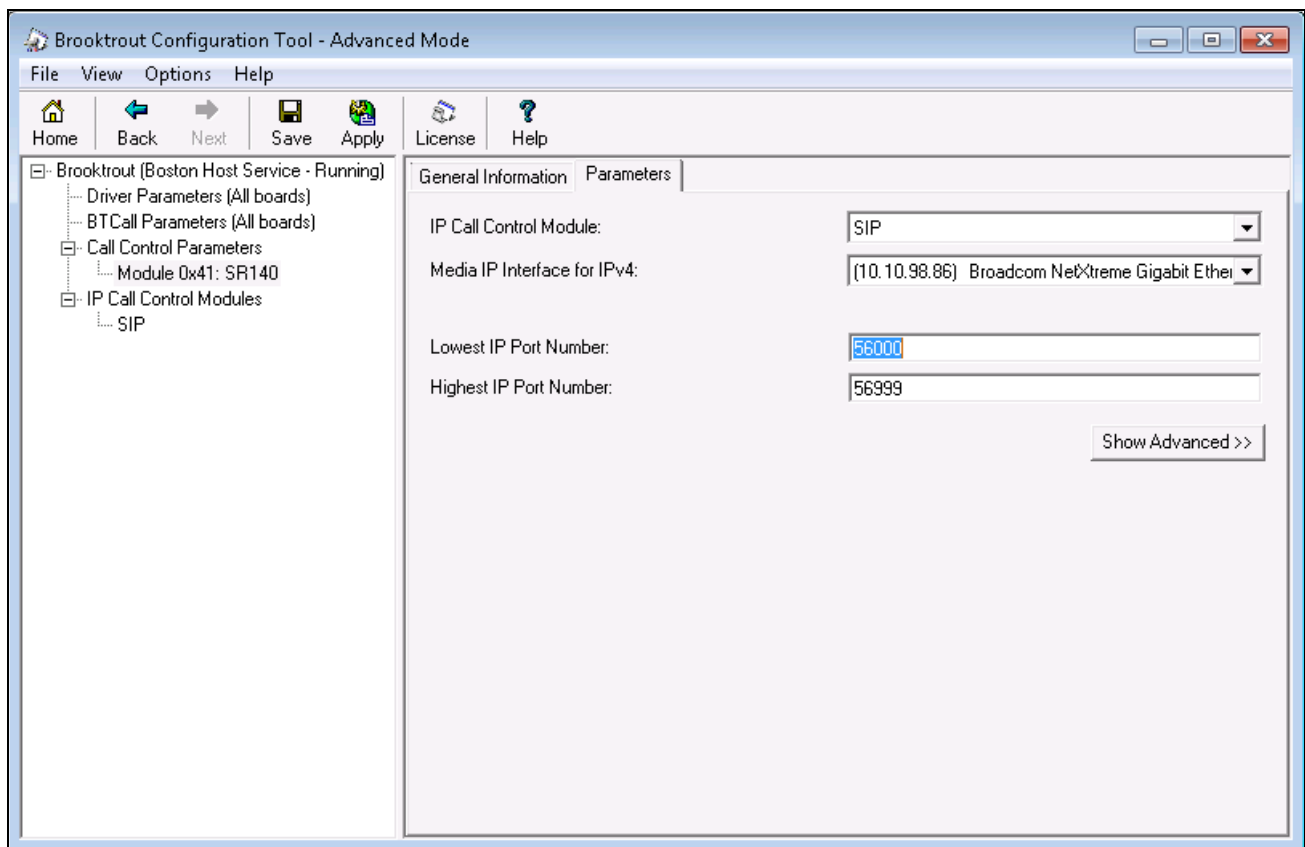 Brooktrout Configuration Tool - Advanced Mode
File View Options Help
Home Back Next Save Apply License Help
Brooktrout (Boston Host Service - Running)
Driver Parameters (All boards)
BTCall Parameters (All boards)
Call Control Parameters
Module 0x41: SR140
IP Call Control Modules
SIP
General Information Parameters
IP Call Control Module: SIP
Media IP Interface for IPv4: (10.10.98.86) Broadcom NetXtreme Gigabit Ether
Lowest IP Port Number: 56000
Highest IP Port Number: 56999
Show Advanced >>